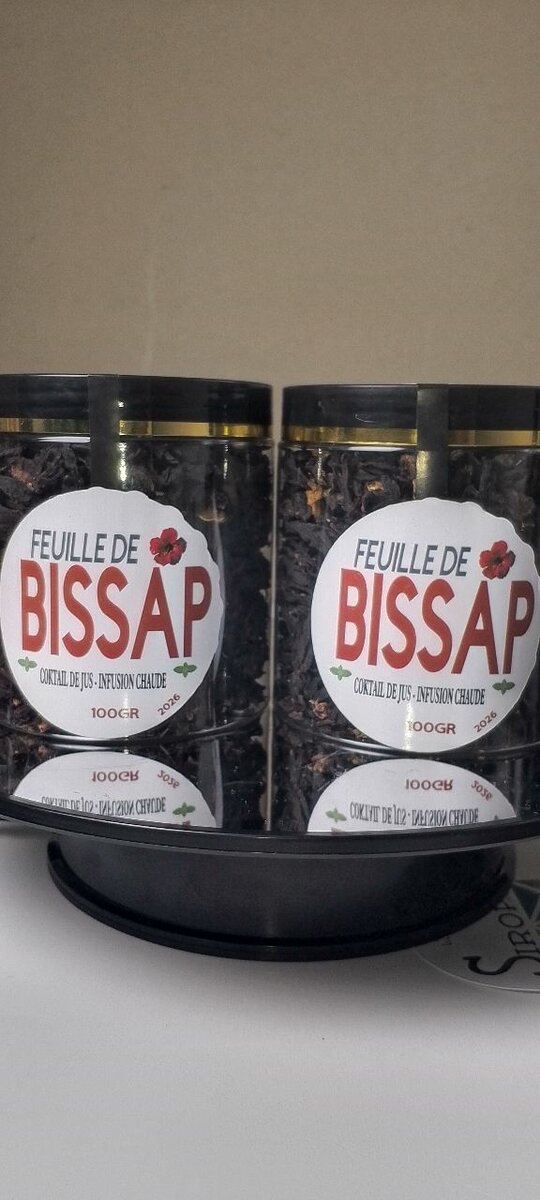 FEUILLE DE
BISSAP
COKTAIL DE JUS - INFUSION CHAUDE
100GR 2026
FEUILLE DE
BISSAP
COKTAIL DE JUS - INFUSION CHAUDE
100GR 2026